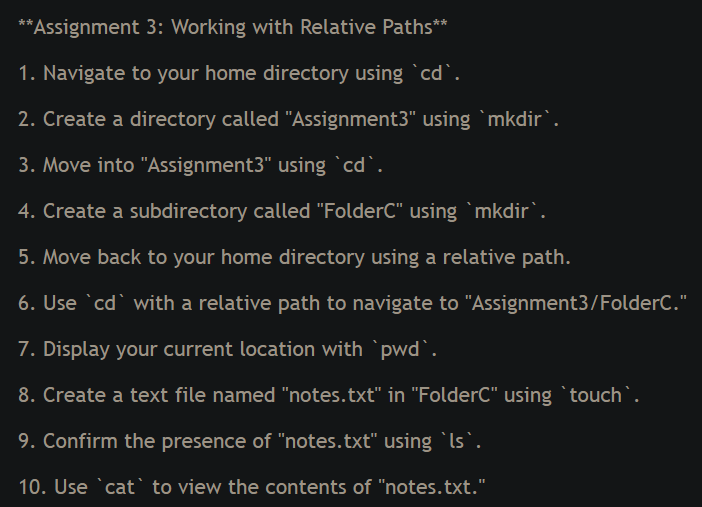 **Assignment 3: Working with Relative Paths**
1. Navigate to your home directory using `cd`.
2. Create a directory called "Assignment3" using `mkdir`.
3. Move into "Assignment3" using `cd`.
4. Create a subdirectory called "FolderC" using `mkdir`.
5. Move back to your home directory using a relative path.
6. Use `cd` with a relative path to navigate to "Assignment3/FolderC."
7. Display your current location with `pwd`.
8. Create a text file named "notes.txt" in "FolderC" using `touch`.
9. Confirm the presence of "notes.txt" using `ls`.
10. Use `cat` to view the contents of "notes.txt."